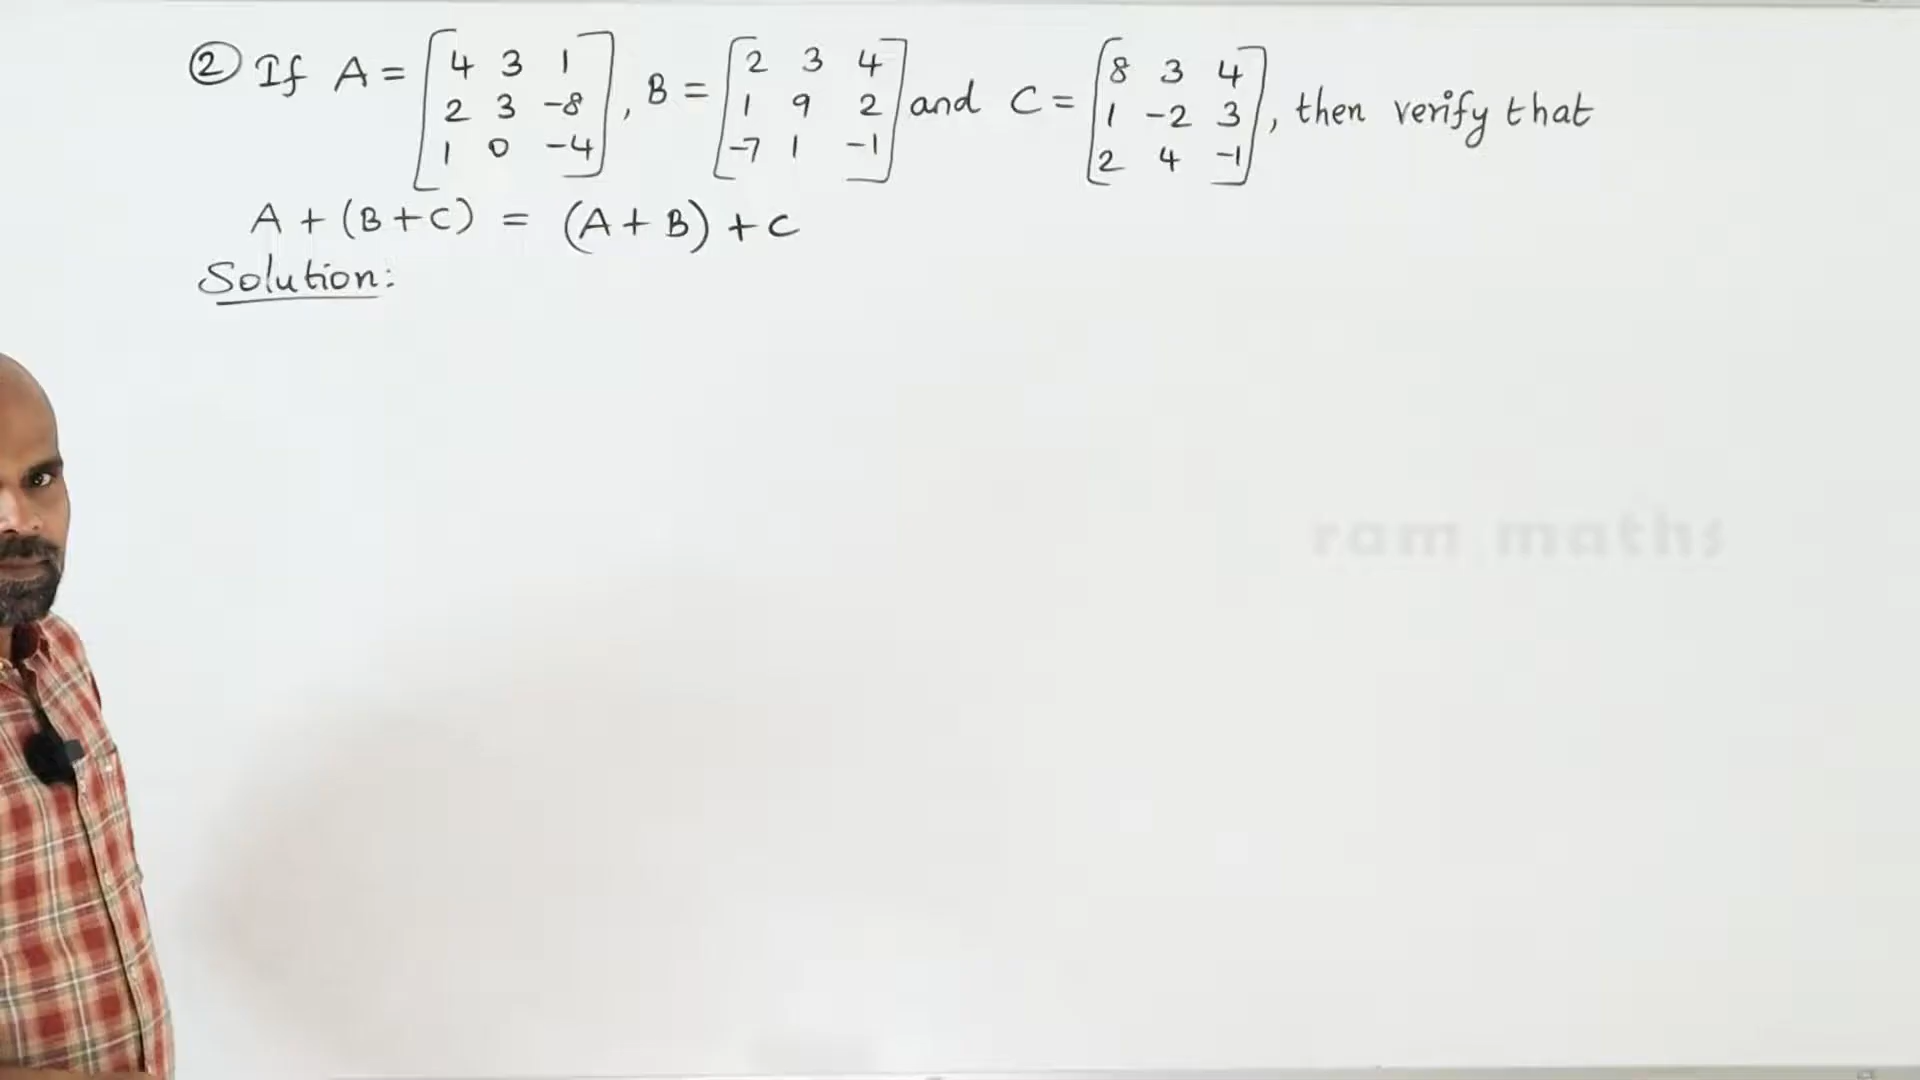 ② If A = [4 3 1 2 3 -8 1 0 -4], B = [2 3 4 1 9 2 -7 1 -1] and C = [8 3 4 1 -2 3 2 4 -1], then verify that
A + (B+C) = (A+B) + C
Solution:
ram maths